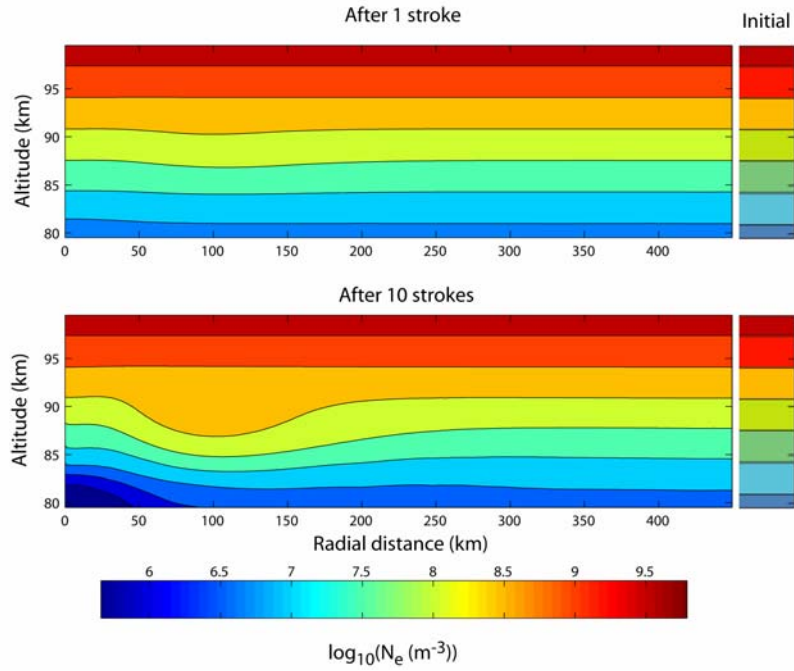 After 1 stroke
Initial
Altitude (km)
95
90
85
80
0 50 100 150 200 250 300 350 400
After 10 strokes
Altitude (km)
95
90
85
80
0 50 100 150 200 250 300 350 400
Radial distance (km)
6 6.5 7 7.5 8 8.5 9 9.5
log₁₀(Nₑ (m⁻³))